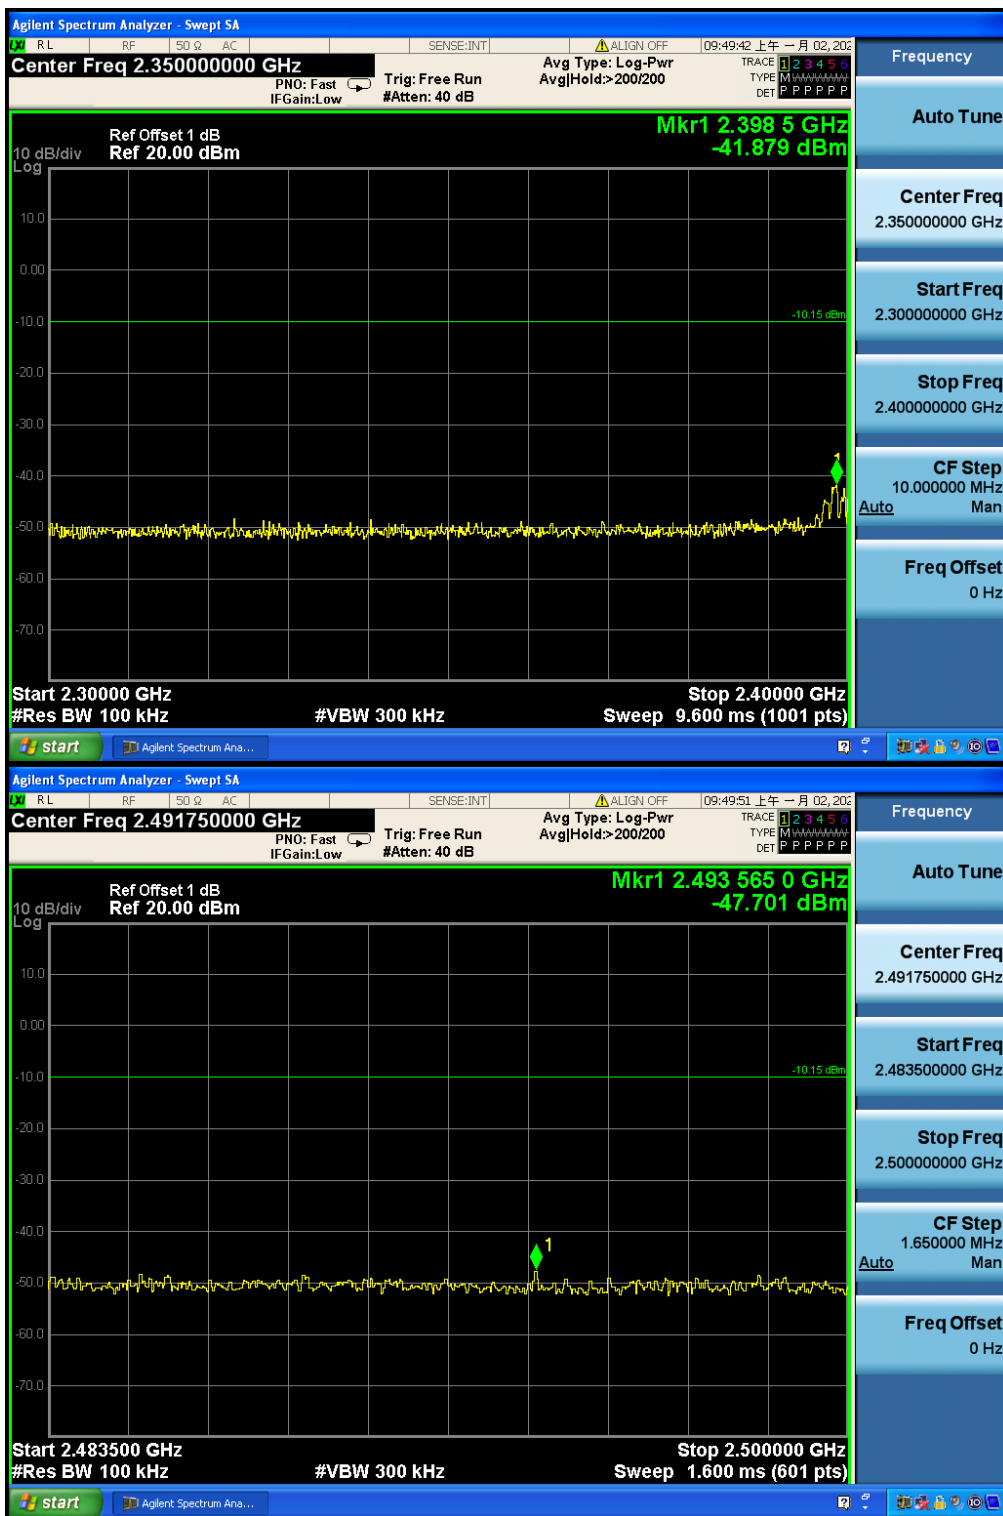 Agilent Spectrum Analyzer - Swept SA
LXI RL RF 50 Ω AC SENSE:INT ALIGN OFF 09:49:42 上午 一月 02, 202
Center Freq 2.350000000 GHz
PNO: Fast
IFGain:Low
Trig: Free Run
#Atten: 40 dB
Avg Type: Log-Pwr
Avg|Hold:>200/200
TRACE 1 2 3 4 5 6
TYPE M
DET P P P P P P
Frequency
Auto Tune
Mkr1 2.398 5 GHz
-41.879 dBm
Ref Offset 1 dB
10 dB/div Ref 20.00 dBm
Log
10.0
0.00
-10.0
-20.0
-30.0
-40.0
-50.0
-60.0
-70.0
-10.15 dBm
1
Center Freq
2.350000000 GHz
Start Freq
2.300000000 GHz
Stop Freq
2.400000000 GHz
CF Step
10.000000 MHz
Auto Man
Freq Offset
0 Hz
Start 2.30000 GHz Stop 2.40000 GHz
#Res BW 100 kHz #VBW 300 kHz Sweep 9.600 ms (1001 pts)
start Agilent Spectrum Ana...
Agilent Spectrum Analyzer - Swept SA
LXI RL RF 50 Ω AC SENSE:INT ALIGN OFF 09:49:51 上午 一月 02, 202
Center Freq 2.491750000 GHz
PNO: Fast
IFGain:Low
Trig: Free Run
#Atten: 40 dB
Avg Type: Log-Pwr
Avg|Hold:>200/200
TRACE 1 2 3 4 5 6
TYPE M
DET P P P P P P
Frequency
Auto Tune
Mkr1 2.493 565 0 GHz
-47.701 dBm
Ref Offset 1 dB
10 dB/div Ref 20.00 dBm
Log
10.0
0.00
-10.0
-20.0
-30.0
-40.0
-50.0
-60.0
-70.0
-10.15 dBm
1
Center Freq
2.491750000 GHz
Start Freq
2.483500000 GHz
Stop Freq
2.500000000 GHz
CF Step
1.650000 MHz
Auto Man
Freq Offset
0 Hz
Start 2.483500 GHz Stop 2.500000 GHz
#Res BW 100 kHz #VBW 300 kHz Sweep 1.600 ms (601 pts)
start Agilent Spectrum Ana...